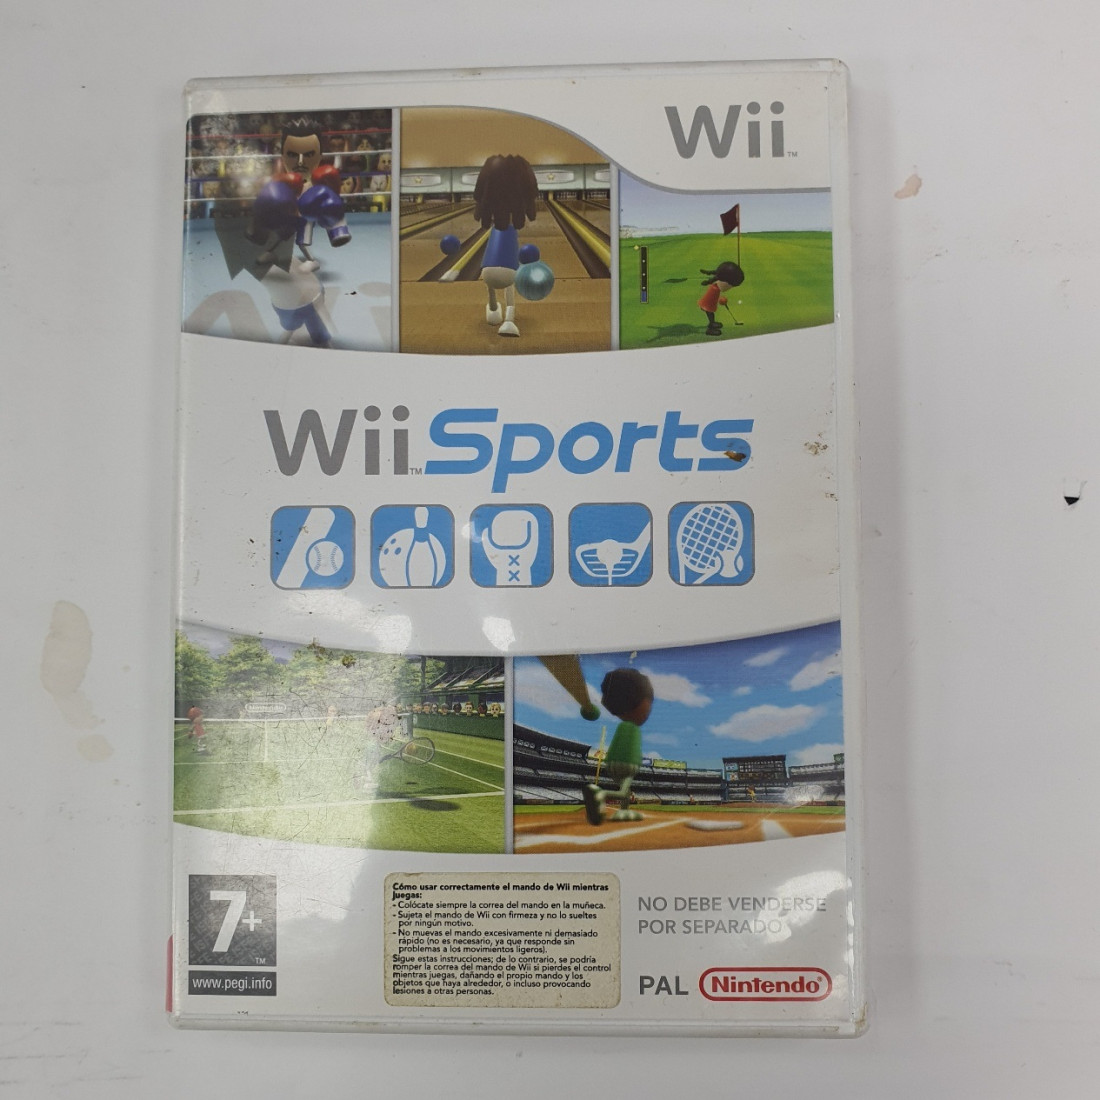 Wii™
Wii™ Sports
Nintendo
7+™
www.pegi.info
Cómo usar correctamente el mando de Wii mientras
juegas:
- Colócate siempre la correa del mando en la muñeca.
- Sujeta el mando de Wii con firmeza y no lo sueltes
por ningún motivo.
- No muevas el mando excesivamente ni demasiado
rápido (no es necesario, ya que responde sin
problemas a los movimientos ligeros).
Sigue estas instrucciones; de lo contrario, se podría
romper la correa del mando de Wii si pierdes el control
mientras juegas, dañando el propio mando y los
objetos que haya alrededor, o incluso provocando
lesiones a otras personas.
NO DEBE VENDERSE
POR SEPARADO
PAL Nintendo®